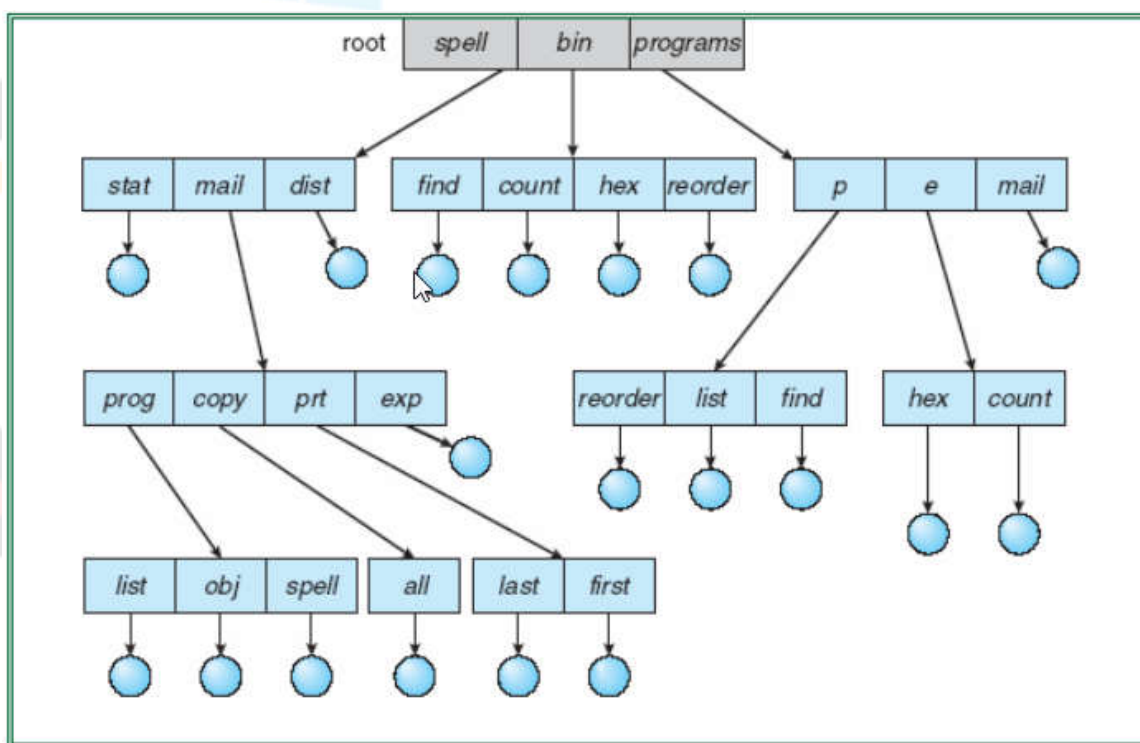 root spell bin programs
stat mail dist find count hex reorder p e mail
prog copy prt exp reorder list find hex count
list obj spell all last first